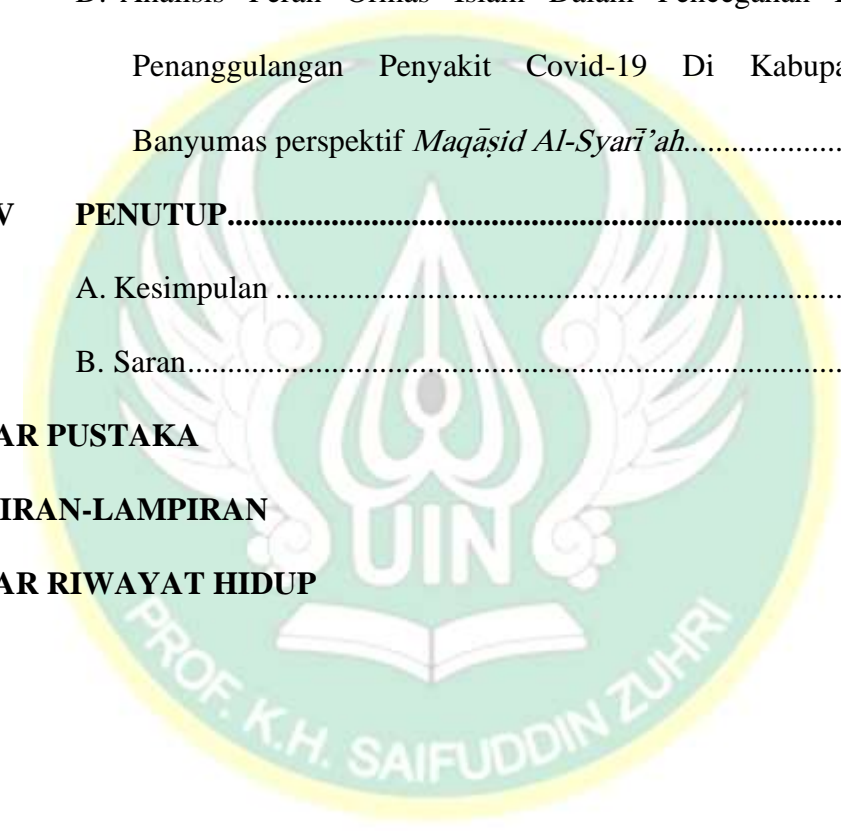 Penanggulangan Penyakit Covid-19 Di
Banyumas perspektif Maqāṣid Al-Syarī'ah....................
V PENUTUP.............................................................................
A. Kesimpulan .......................................................................
B. Saran..................................................................................
AR PUSTAKA
IRAN-LAMPIRAN
AR RIWAYAT HIDUP
UIN
PROF. K.H. SAIFUDDIN ZUHRI